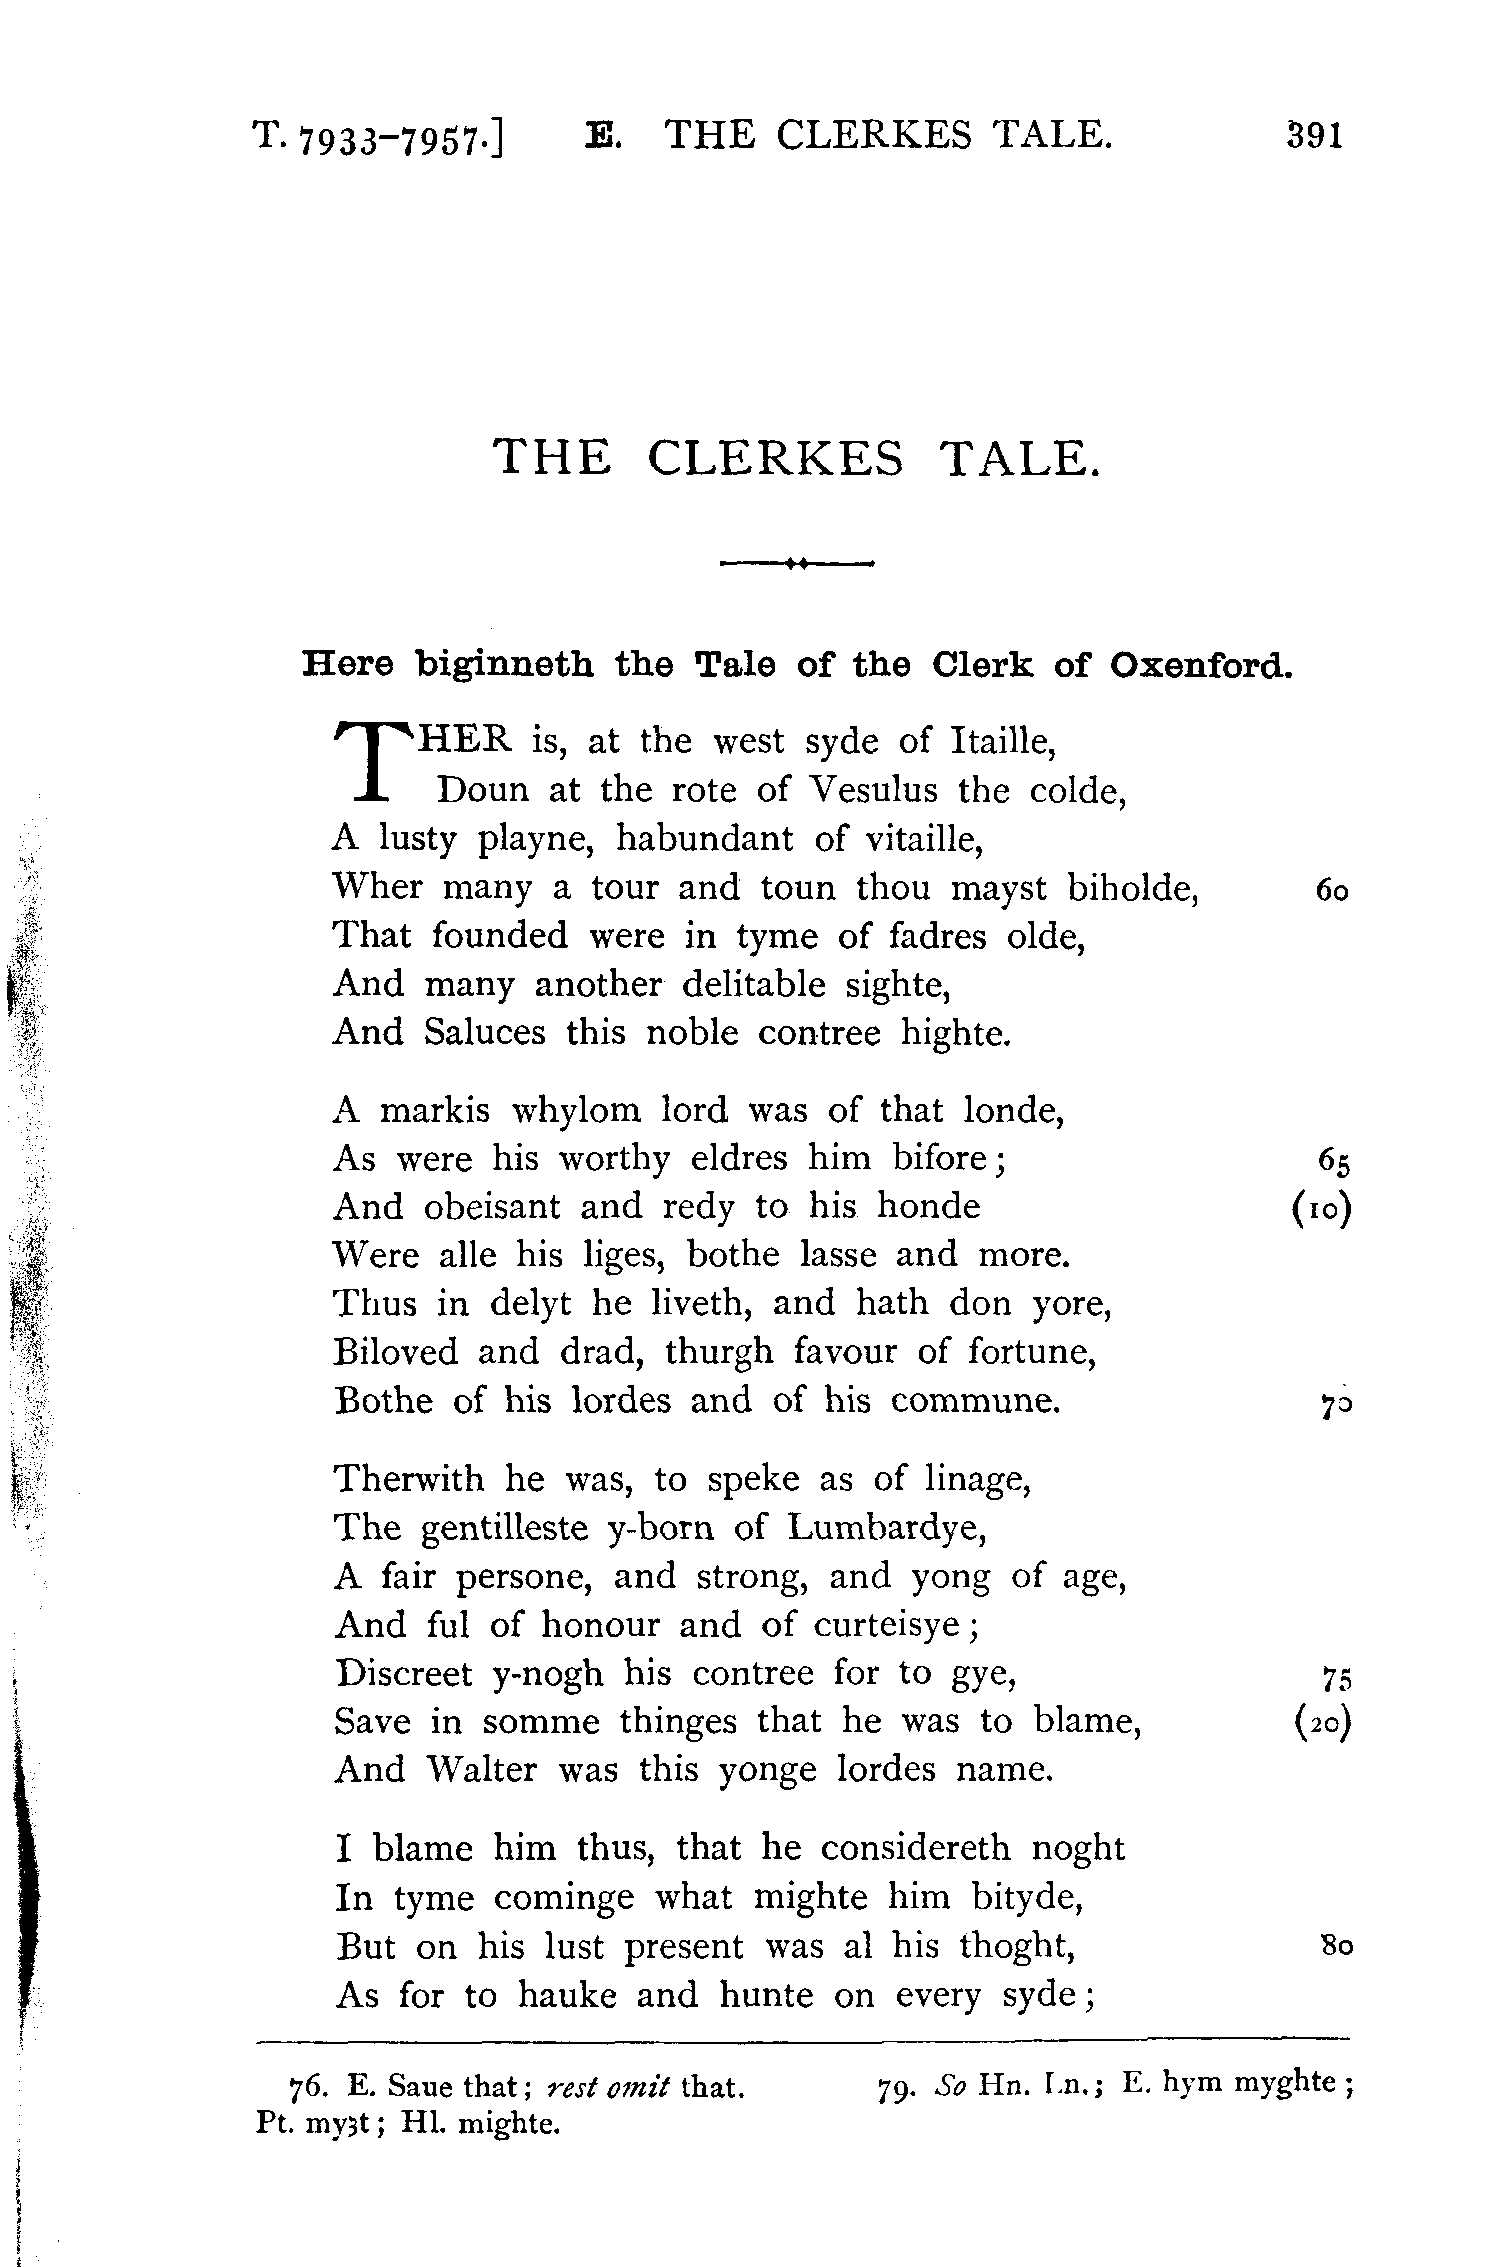 T. 7933–7957.] E. THE CLERKES TALE. 391
THE CLERKES TALE.
Here biginneth the Tale of the Clerk of Oxenford.
THER is, at the west syde of Itaille,
Doun at the rote of Vesulus the colde,
A lusty playne, habundant of vitaille,
Wher many a tour and toun thou mayst biholde, 60
That founded were in tyme of fadres olde,
And many another delitable sighte,
And Saluces this noble contree highte.
A markis whylom lord was of that londe,
As were his worthy eldres him bifore; 65
And obeisant and redy to his honde (10)
Were alle his liges, bothe lasse and more.
Thus in delyt he liveth, and hath don yore,
Biloved and drad, thurgh favour of fortune,
Bothe of his lordes and of his commune. 70
Therwith he was, to speke as of linage,
The gentilleste y-born of Lumbardye,
A fair persone, and strong, and yong of age,
And ful of honour and of curteisye;
Discreet y-nogh his contree for to gye, 75
Save in somme thinges that he was to blame, (20)
And Walter was this yonge lordes name.
I blame him thus, that he considereth noght
In tyme cominge what mighte him bityde,
But on his lust present was al his thoght, 80
As for to hauke and hunte on every syde;
76. E. Saue that; rest omit that. 79. So Hn. Ln.; E. hym myghte;
Pt. myȝt; Hl. mighte.